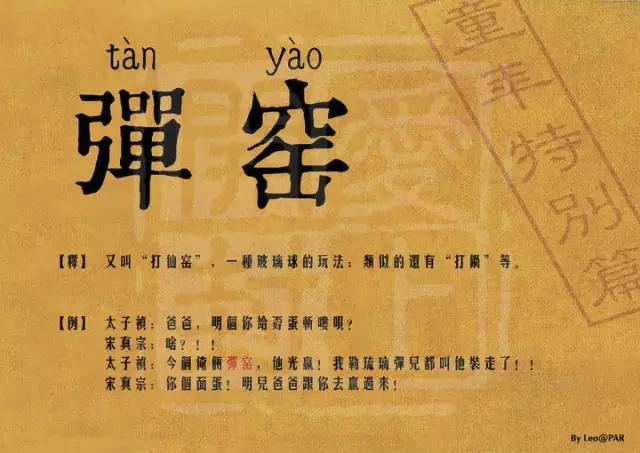 tàn yào
彈窑
童年特別篇
【釋】 又叫“打仙窑”，一種玻璃球的玩法；類似的還有“打鍋”等。
【例】 太子禎：爸爸，明個你給孬蛋斬嘍唄？
宋真宗：啥？！！
太子禎：今個俺倆彈窑，他光贏！我勒琉璃彈兒都叫他裝走了！！
宋真宗：你個面蛋！明兒爸爸跟你去贏過來！
By Leo@PAR